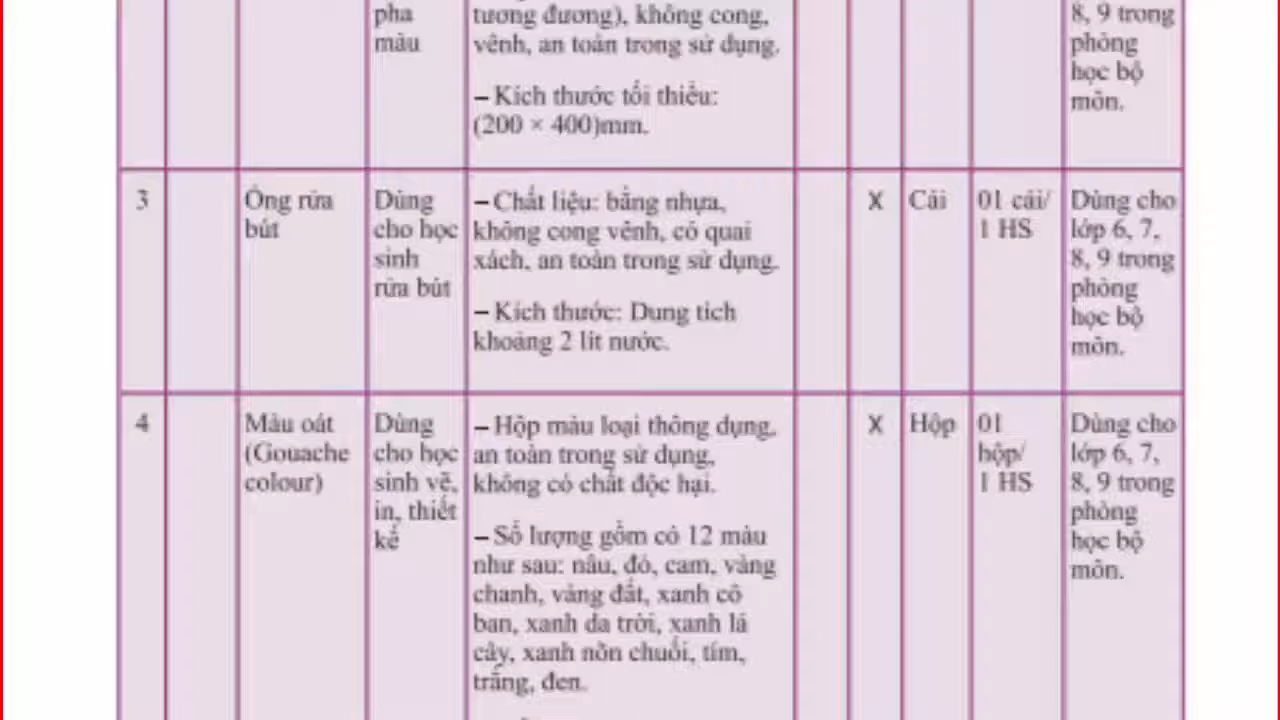 pha
màu
tương đương), không cong,
vênh, an toàn trong sử dụng.
– Kích thước tối thiểu:
(200 × 400)mm.
8, 9 trong
phòng
học bộ
môn.
3
Ống rửa
bút
Dùng
cho học
sinh
rửa bút
– Chất liệu: bằng nhựa,
không cong vênh, có quai
xách, an toàn trong sử dụng.
– Kích thước: Dung tích
khoảng 2 lít nước.
X
Cái
01 cái/
1 HS
Dùng cho
lớp 6, 7,
8, 9 trong
phòng
học bộ
môn.
4
Màu oát
(Gouache
colour)
Dùng
cho học
sinh vẽ,
in, thiết
kế
– Hộp màu loại thông dụng,
an toàn trong sử dụng,
không có chất độc hại.
– Số lượng gồm có 12 màu
như sau: nâu, đỏ, cam, vàng
chanh, vàng đất, xanh cô
ban, xanh da trời, xanh lá
cây, xanh nõn chuối, tím,
trắng, đen.
X
Hộp
01
hộp/
1 HS
Dùng cho
lớp 6, 7,
8, 9 trong
phòng
học bộ
môn.